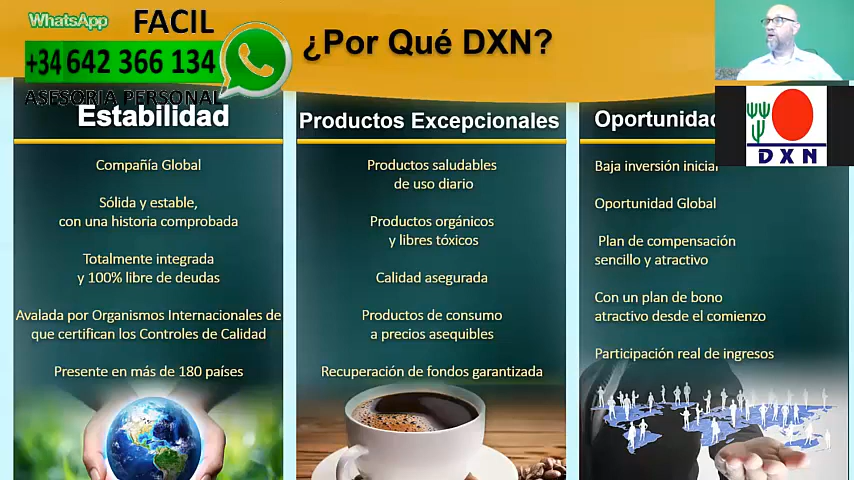 WhatsApp
FACIL
+34 642 366 134
ASESORIA PERSONAL
¿Por Qué DXN?
DXN
Estabilidad
Compañía Global
Sólida y estable,
con una historia comprobada
Totalmente integrada
y 100% libre de deudas
Avalada por Organismos Internacionales de
que certifican los Controles de Calidad
Presente en más de 180 países
Productos Excepcionales
Productos saludables
de uso diario
Productos orgánicos
y libres tóxicos
Calidad asegurada
Productos de consumo
a precios asequibles
Recuperación de fondos garantizada
Oportunidad
Baja inversión inicial
Oportunidad Global
Plan de compensación
sencillo y atractivo
Con un plan de bono
atractivo desde el comienzo
Participación real de ingresos